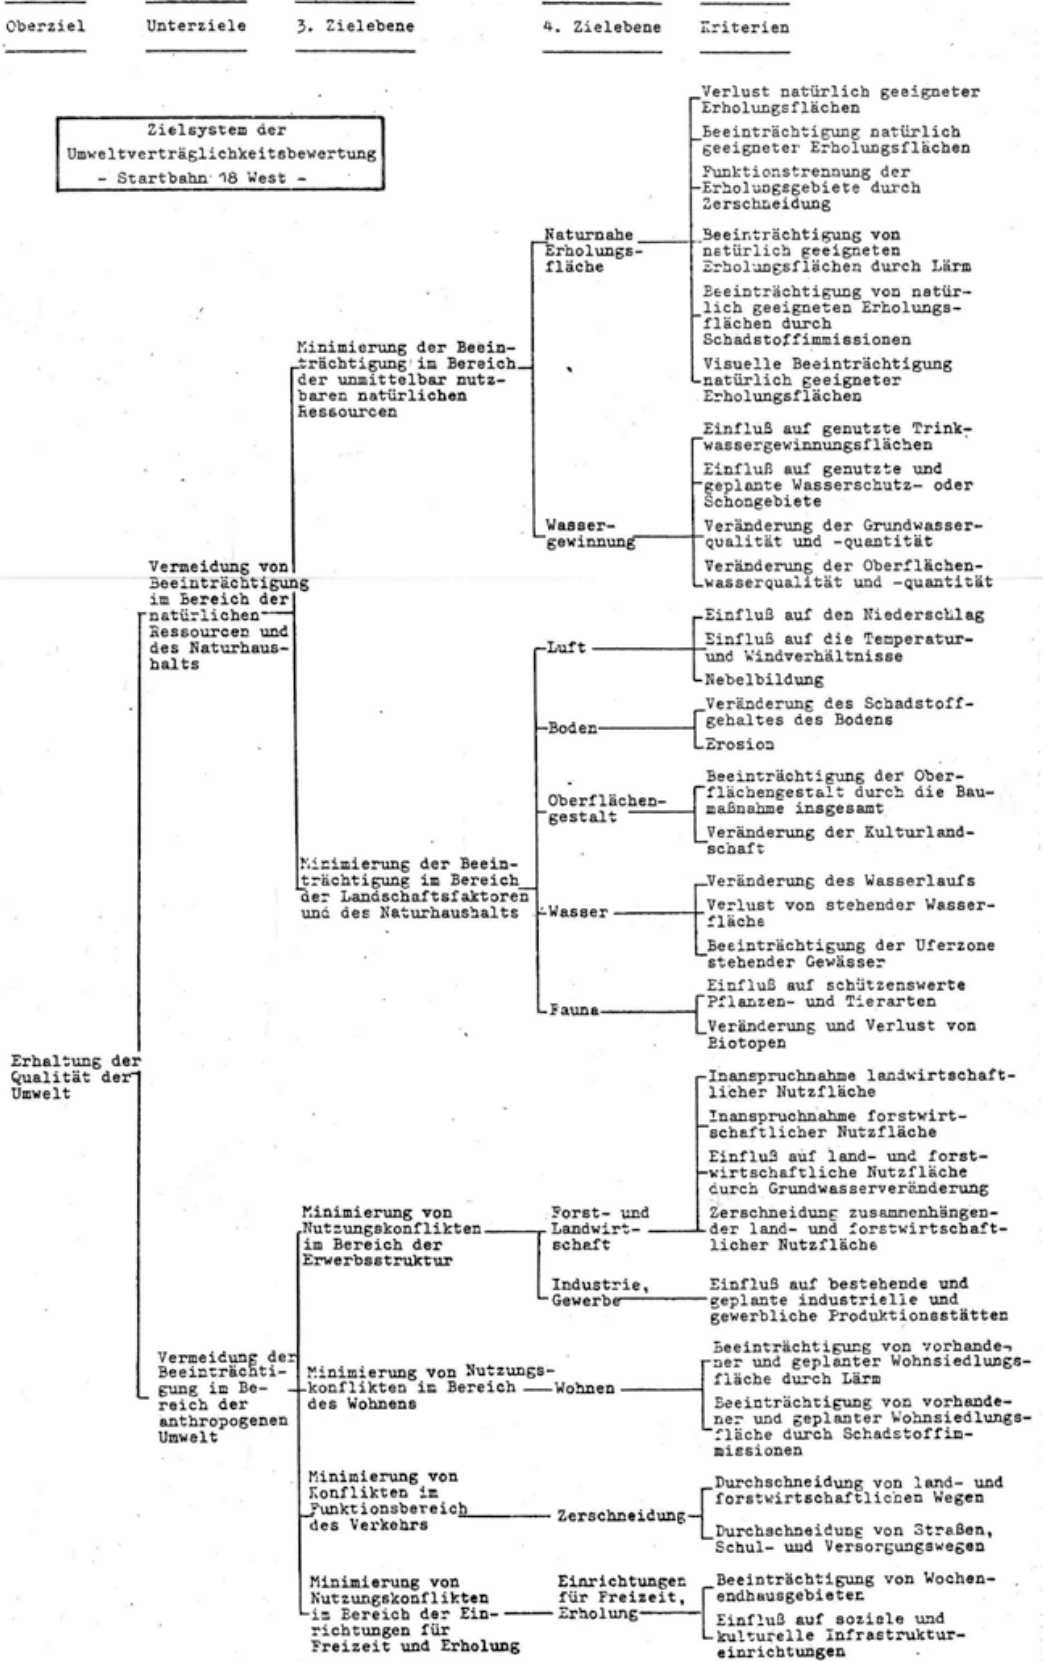 Oberziel
Unterziele
3. Zielebene
4. Zielebene
Kriterien
Zielsystem der
Umweltverträglichkeitsbewertung
- Startbahn 18 West -
Erhaltung der
Qualität der
Umwelt
Vermeidung von
Beeinträchtigung
im Bereich der
natürlichen
Ressourcen und
des Naturhaus-
halts
Minimierung der Beein-
trächtigung im Bereich
der unmittelbar nutz-
baren natürlichen
Ressourcen
Naturnahe
Erholungs-
fläche
Verlust natürlich geeigneter
Erholungsflächen
Beeinträchtigung natürlich
geeigneter Erholungsflächen
Funktionstrennung der
Erholungsgebiete durch
Zerschneidung
Beeinträchtigung von
natürlich geeigneten
Erholungsflächen durch Lärm
Beeinträchtigung von natür-
lich geeigneten Erholungs-
flächen durch
Schadstoffimmissionen
Visuelle Beeinträchtigung
natürlich geeigneter
Erholungsflächen
Wasser-
gewinnung
Einfluß auf genutzte Trink-
wassergewinnungsflächen
Einfluß auf genutzte und
geplante Wasserschutz- oder
Schongebiete
Veränderung der Grundwasser-
qualität und -quantität
Veränderung der Oberflächen-
wasserqualität und -quantität
Minimierung der Beein-
trächtigung im Bereich
der Landschaftsfaktoren
und des Naturhaushalts
Luft
Einfluß auf den Niederschlag
Einfluß auf die Temperatur-
und Windverhältnisse
Nebelbildung
Boden
Veränderung des Schadstoff-
gehaltes des Bodens
Erosion
Oberflächen-
gestalt
Beeinträchtigung der Ober-
flächengestalt durch die Bau-
maßnahme insgesamt
Veränderung der Kulturland-
schaft
Wasser
Veränderung des Wasserlaufs
Verlust von stehender Wasser-
fläche
Beeinträchtigung der Uferzone
stehender Gewässer
Fauna
Einfluß auf schützenswerte
Pflanzen- und Tierarten
Veränderung und Verlust von
Biotopen
Vermeidung der
Beeinträchti-
gung im Be-
reich der
anthropogenen
Umwelt
Minimierung von
Nutzungskonflikten
im Bereich der
Erwerbsstruktur
Forst- und
Landwirt-
schaft
Inanspruchnahme landwirtschaft-
licher Nutzfläche
Inanspruchnahme forstwirt-
schaftlicher Nutzfläche
Einfluß auf land- und forst-
wirtschaftliche Nutzfläche
durch Grundwasserveränderung
Zerschneidung zusammenhängen-
der land- und forstwirtschaft-
licher Nutzfläche
Industrie,
Gewerbe
Einfluß auf bestehende und
geplante industrielle und
gewerbliche Produktionsstätten
Minimierung von Nutzungs-
konflikten im Bereich
des Wohnens
Wohnen
Beeinträchtigung von vorhande-
ner und geplanter Wohnsiedlungs-
fläche durch Lärm
Beeinträchtigung von vorhande-
ner und geplanter Wohnsiedlungs-
fläche durch Schadstoffim-
missionen
Minimierung von
Konflikten im
Funktionsbereich
des Verkehrs
Zerschneidung
Durchschneidung von land- und
forstwirtschaftlichen Wegen
Durchschneidung von Straßen,
Schul- und Versorgungswegen
Minimierung von
Nutzungskonflikten
im Bereich der Ein-
richtungen für
Freizeit und Erholung
Einrichtungen
für Freizeit,
Erholung
Beeinträchtigung von Wochen-
endhausgebieten
Einfluß auf soziale und
kulturelle Infrastruktur-
einrichtungen